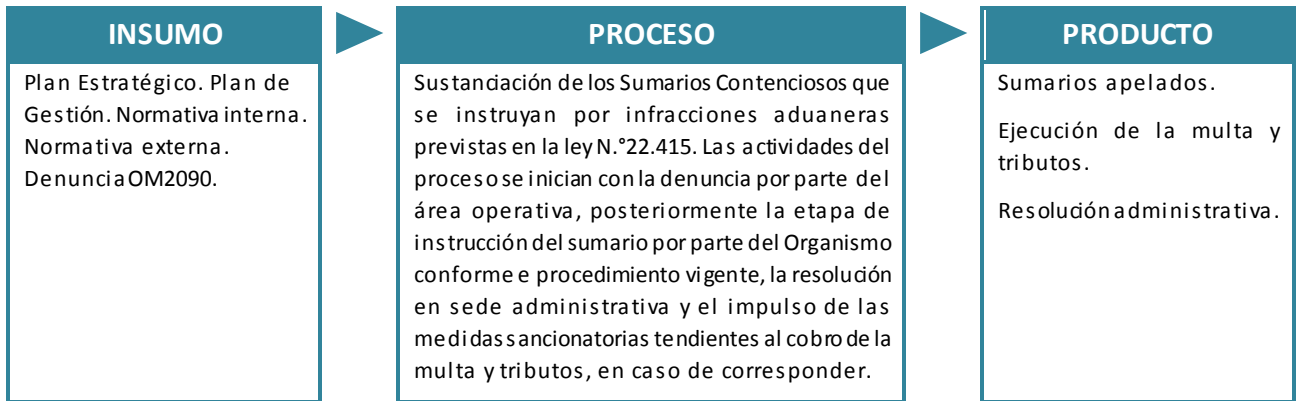 INSUMO
Plan Estratégico. Plan de
Gestión. Normativa interna.
Normativa externa.
Denuncia OM2090.
PROCESO
Sustanciación de los Sumarios Contenciosos que
se instruyan por infracciones aduaneras
previstas en la ley N.°22.415. Las actividades del
proceso se inician con la denuncia por parte del
área operativa, posteriormente la etapa de
instrucción del sumario por parte del Organismo
conforme e procedimiento vigente, la resolución
en sede administrativa y el impulso de las
medidas sancionatorias tendientes al cobro de la
multa y tributos, en caso de corresponder.
PRODUCTO
Sumarios apelados.
Ejecución de la multa y
tributos.
Resolución administrativa.